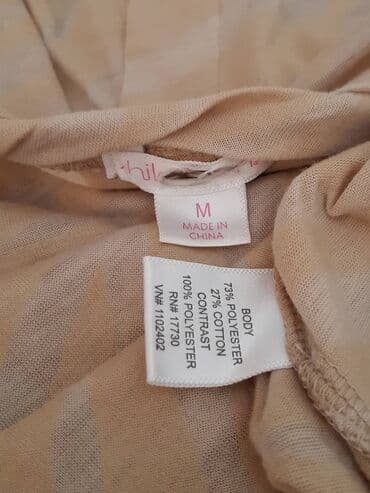 M
MADE IN
CHINA
BODY
73% POLYESTER
27% COTTON
CONTRAST
100% POLYESTER
RN# 17730
VN# 1102402